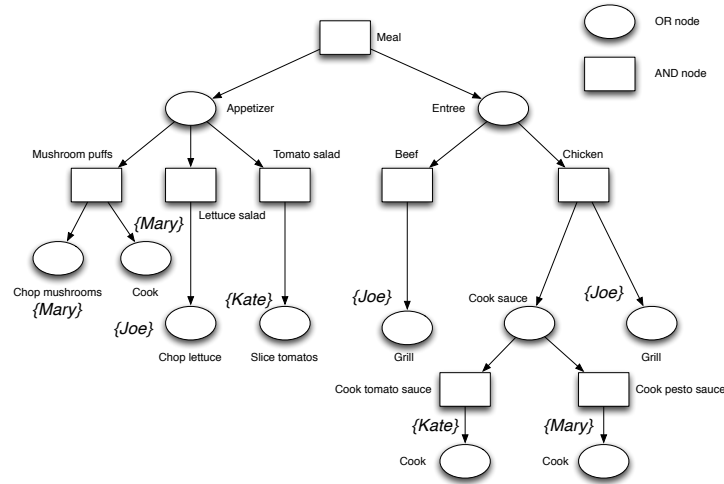 OR node
Meal
AND node
Appetizer
Entree
Mushroom puffs
Tomato salad
Beef
Chicken
{Mary}
Lettuce salad
Chop mushrooms
Cook
{Mary}
{Joe}
Chop lettuce
{Kate}
Slice tomatos
{Joe}
Grill
Cook sauce
{Joe}
Grill
Cook tomato sauce
Cook pesto sauce
{Kate}
{Mary}
Cook
Cook